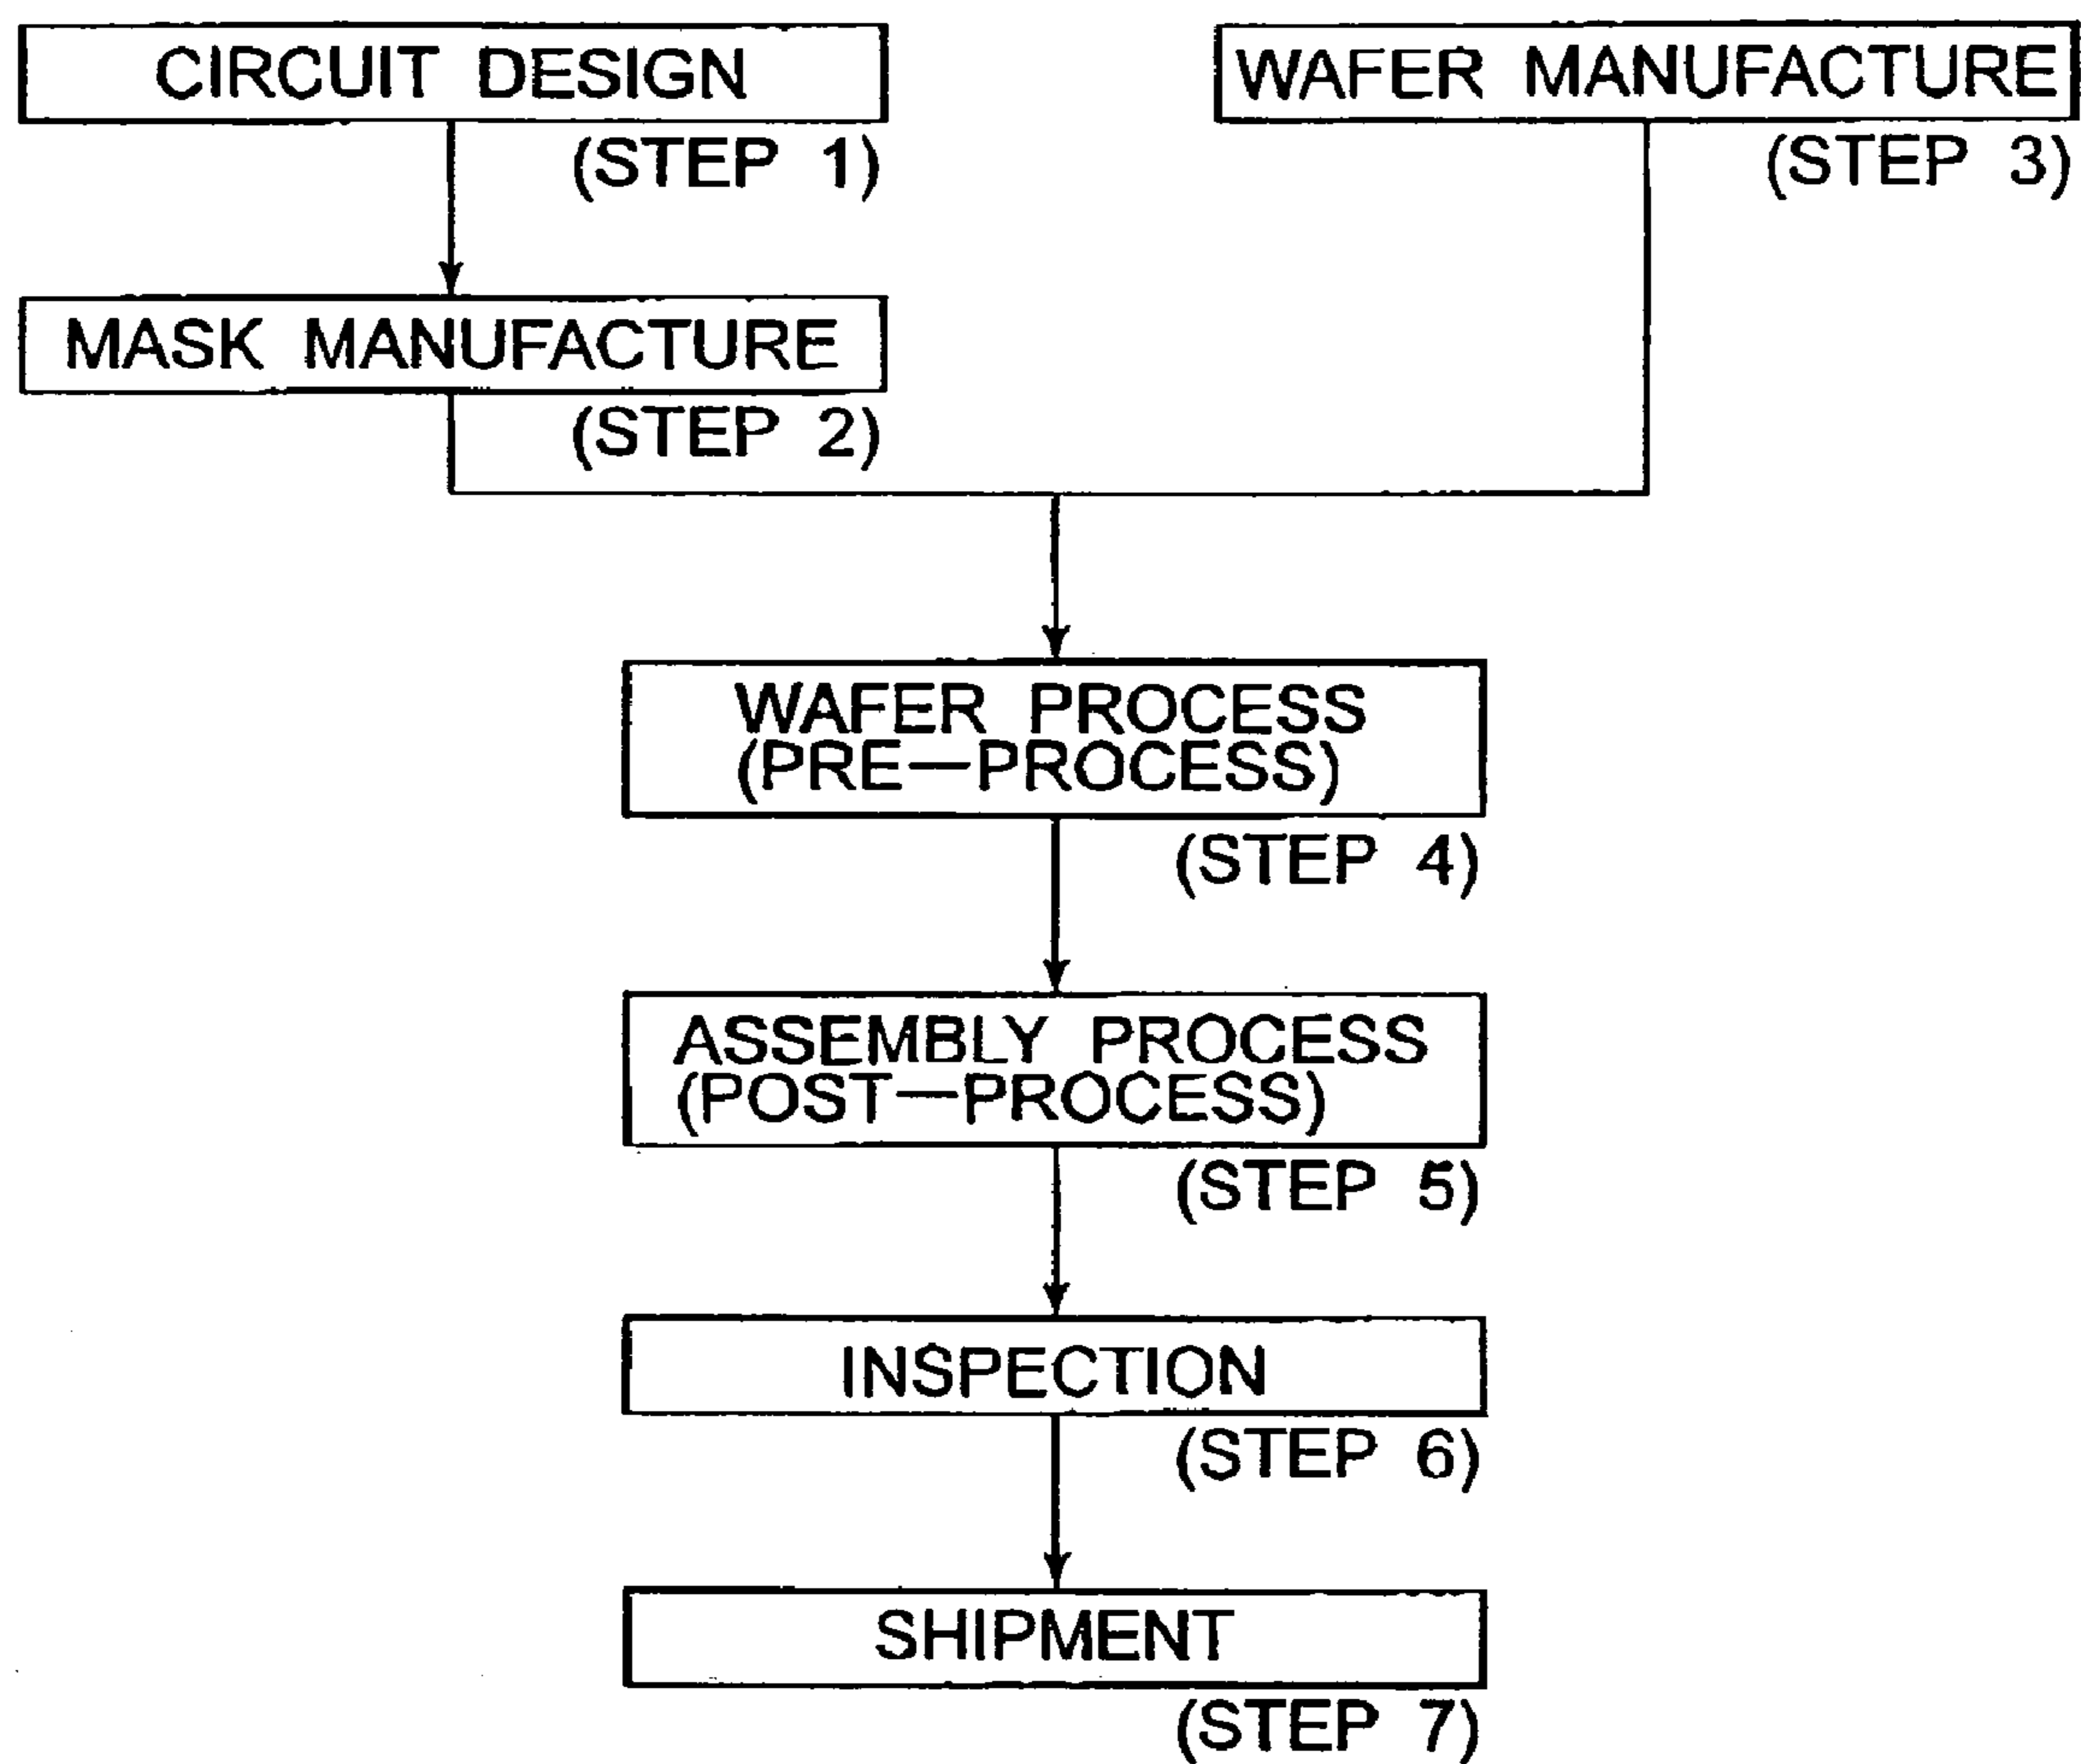 CIRCUIT DESIGN
(STEP 1)
WAFER MANUFACTURE
(STEP 3)
MASK MANUFACTURE
(STEP 2)
WAFER PROCESS
(PRE—PROCESS)
(STEP 4)
ASSEMBLY PROCESS
(POST—PROCESS)
(STEP 5)
INSPECTION
(STEP 6)
SHIPMENT
(STEP 7)